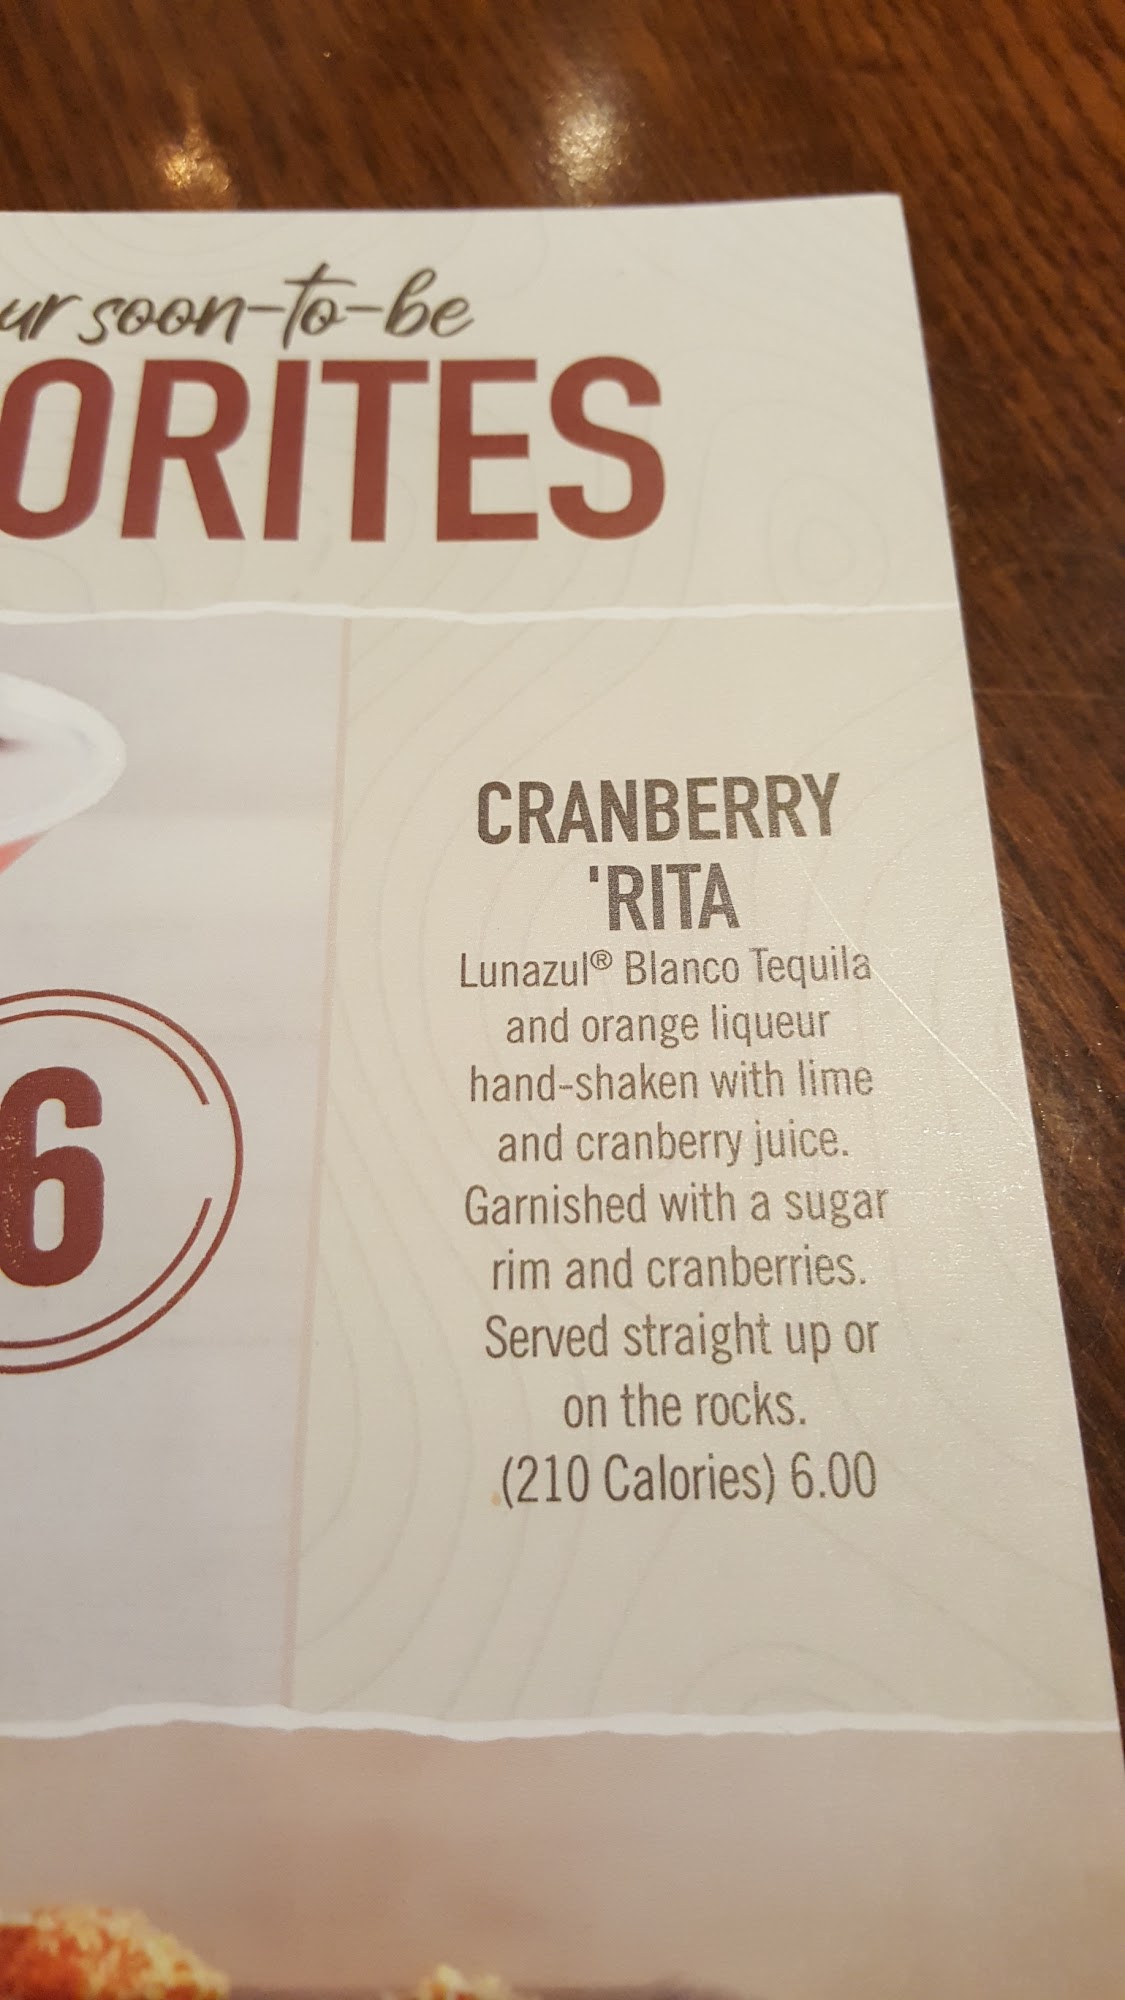 ur soon-to-be
ORITES
CRANBERRY
'RITA
Lunazul® Blanco Tequila
and orange liqueur
hand-shaken with lime
and cranberry juice.
Garnished with a sugar
rim and cranberries.
Served straight up or
on the rocks.
(210 Calories) 6.00
6